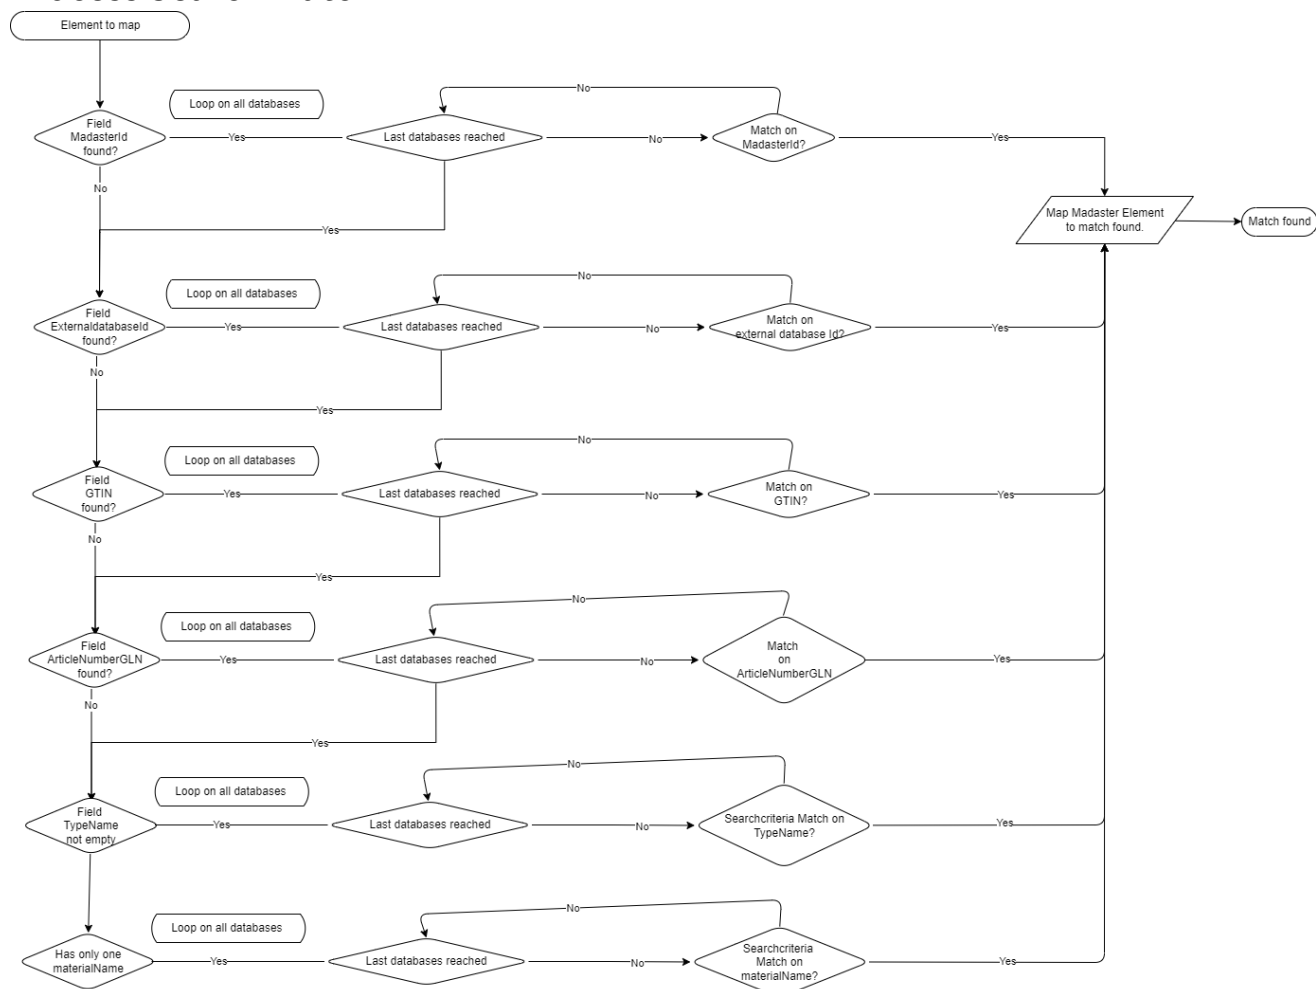 Element to map
No
Loop on all databases
Field
MadasterId
found?
Yes
Last databases reached
No
Match on
MadasterId?
Yes
No
Map Madaster Element
to match found.
Match found
Yes
No
Loop on all databases
Field
ExternaldatabaseId
found?
Yes
Last databases reached
No
Match on
external database Id?
Yes
No
Yes
No
Loop on all databases
Field
GTIN
found?
Yes
Last databases reached
No
Match on
GTIN?
Yes
No
Yes
No
Loop on all databases
Field
ArticleNumberGLN
found?
Yes
Last databases reached
No
Match
on
ArticleNumberGLN
Yes
No
Yes
No
Loop on all databases
Field
TypeName
not empty
Yes
Last databases reached
No
Searchcriteria Match on
TypeName?
Yes
No
Loop on all databases
Has only one
materialName
Yes
Last databases reached
No
Searchcriteria
Match on
materialName?
Yes